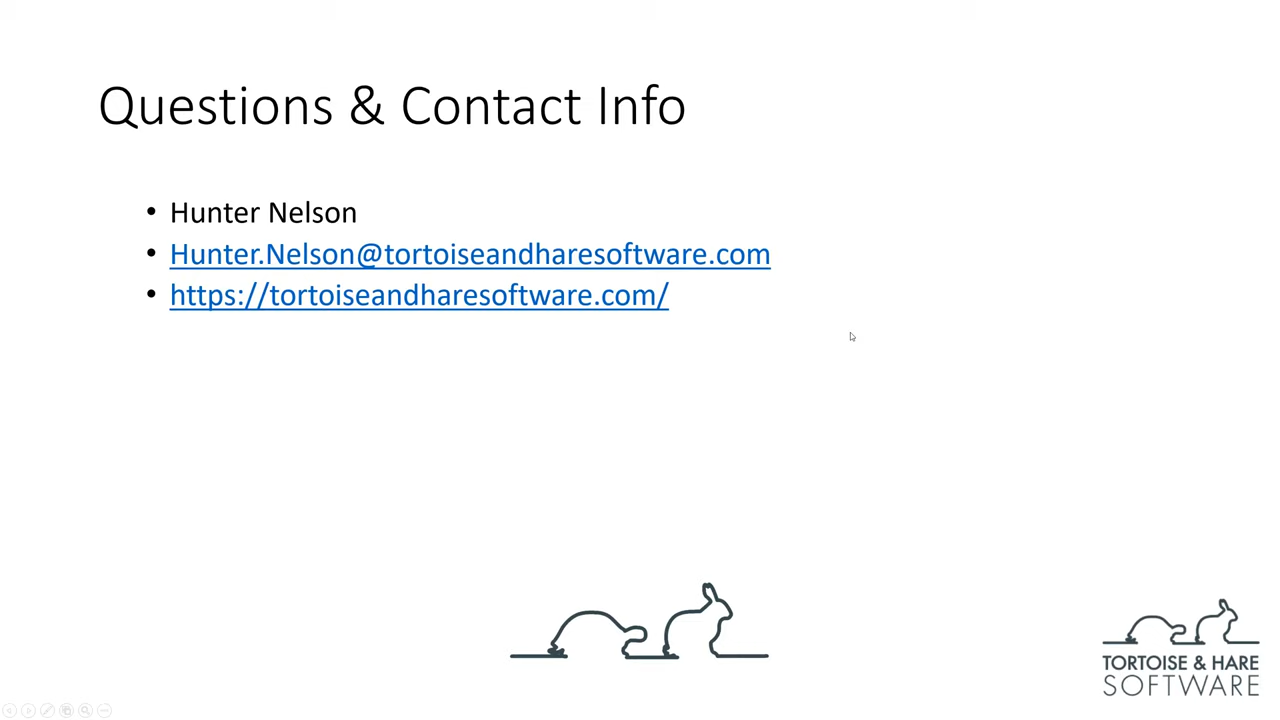 Questions & Contact Info
• Hunter Nelson
• Hunter.Nelson@tortoiseandharesoftware.com
• https://tortoiseandharesoftware.com/
TORTOISE & HARE
SOFTWARE